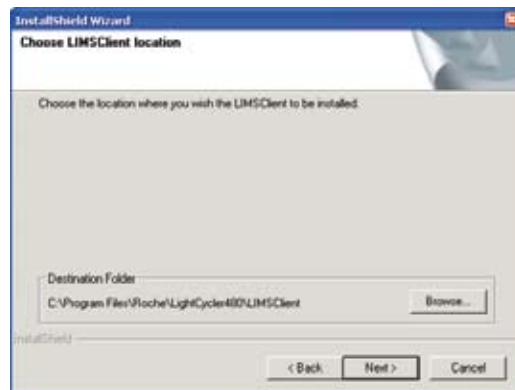 InstallShield Wizard
Choose LIMSClient location
Choose the location where you wish the LIMSClient to be installed.
Destination Folder
C:\Program Files\Roche\LightCycler480\LIMSClient
Browse...
InstallShield
< Back
Next >
Cancel